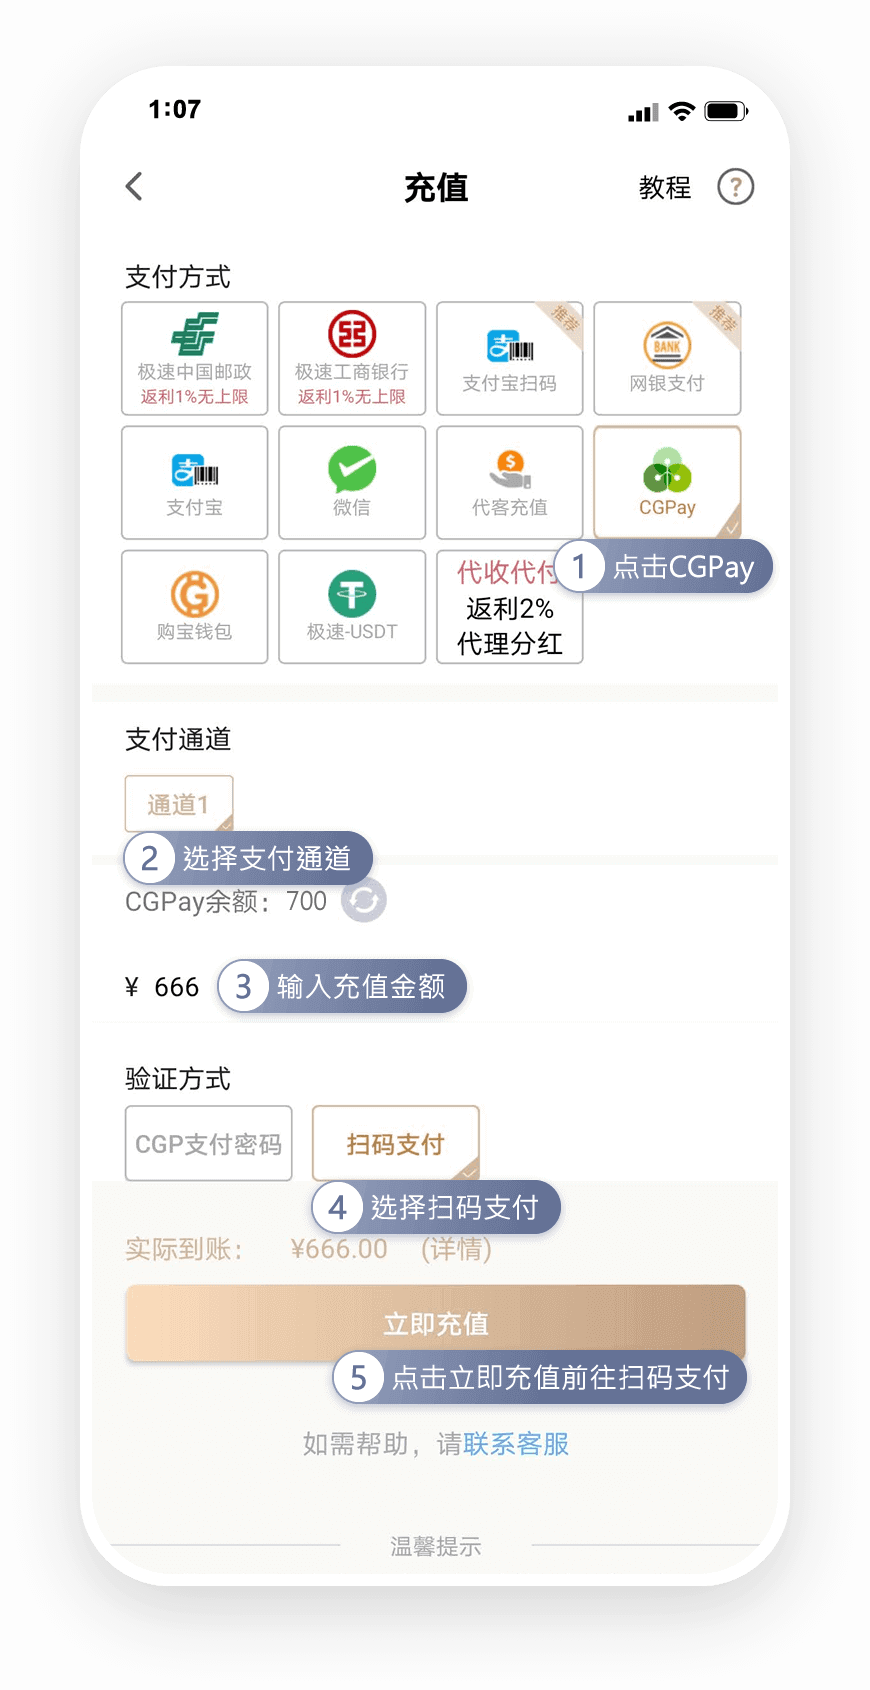 1:07
充值
教程
?
支付方式
极速中国邮政
返利1%无上限
极速工商银行
返利1%无上限
推荐
支付宝扫码
推荐
BANK
网银支付
支付宝
微信
代客充值
CGPay
1 点击CGPay
购宝钱包
极速-USDT
代收代付
返利2%
代理分红
支付通道
通道1
2 选择支付通道
CGPay余额： 700
¥ 666
3 输入充值金额
验证方式
CGP支付密码
扫码支付
4 选择扫码支付
实际到账： ¥666.00 (详情)
立即充值
5 点击立即充值前往扫码支付
如需帮助，请联系客服
温馨提示